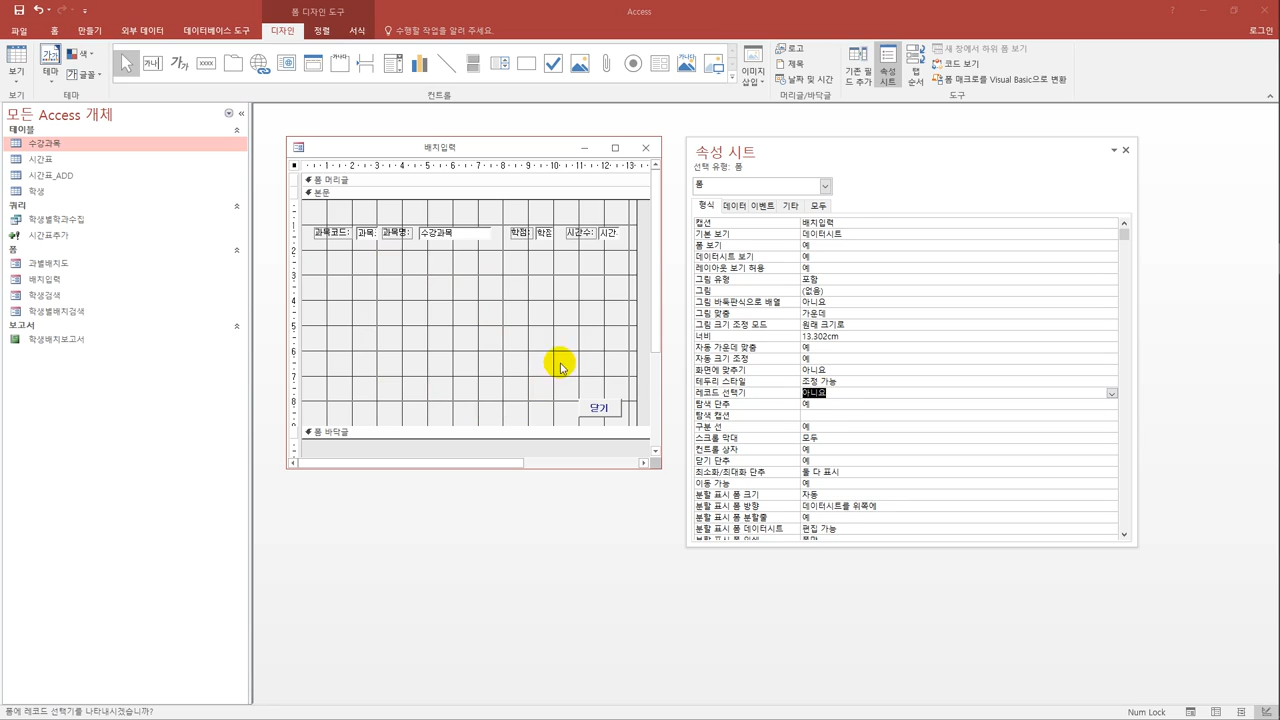 폼 디자인 도구
Access
파일 홈 만들기 외부 데이터 데이터베이스 도구 디자인 정렬 서식 수행할 작업을 알려 주세요.
로그인
보기
테마
색
가가 글꼴
로고
제목
날짜 및 시간
이미지 삽입
기존 필드 추가
속성 시트
탭 순서
새 창에서 하위 폼 보기
코드 보기
폼 매크로를 Visual Basic으로 변환
보기 테마 컨트롤 머리글/바닥글 도구
모든 Access 개체
테이블
수강과목
시간표
시간표_ADD
학생
쿼리
학생별학과수집
시간표추가
폼
과별배치도
배치입력
학생검색
학생별배치검색
보고서
학생배치보고서
배치입력
폼 머리글
본문
과목코드: 과목: 과목명: 수강과목 학점: 학점 시간수: 시간
닫기
폼 바닥글
속성 시트
선택 유형: 폼
폼
형식 데이터 이벤트 기타 모두
캡션 배치입력
기본 보기 데이터시트
폼 보기 예
데이터시트 보기 예
레이아웃 보기 허용 예
그림 유형 포함
그림 (없음)
그림 바둑판식으로 배열 아니요
그림 맞춤 가운데
그림 크기 조정 모드 원래 크기로
너비 13.302cm
자동 가운데 맞춤 예
자동 크기 조정 예
화면에 맞추기 아니요
테두리 스타일 조정 가능
레코드 선택기 아니요
탐색 단추 예
탐색 캡션
구분 선 예
스크롤 막대 모두
컨트롤 상자 예
닫기 단추 예
최소화/최대화 단추 둘 다 표시
이동 가능 예
분할 표시 폼 크기 자동
분할 표시 폼 방향 데이터시트를 위쪽에
분할 표시 폼 분할줄 예
분할 표시 폼 데이터시트 편집 가능
폼에 레코드 선택기를 나타내시겠습니까?
Num Lock